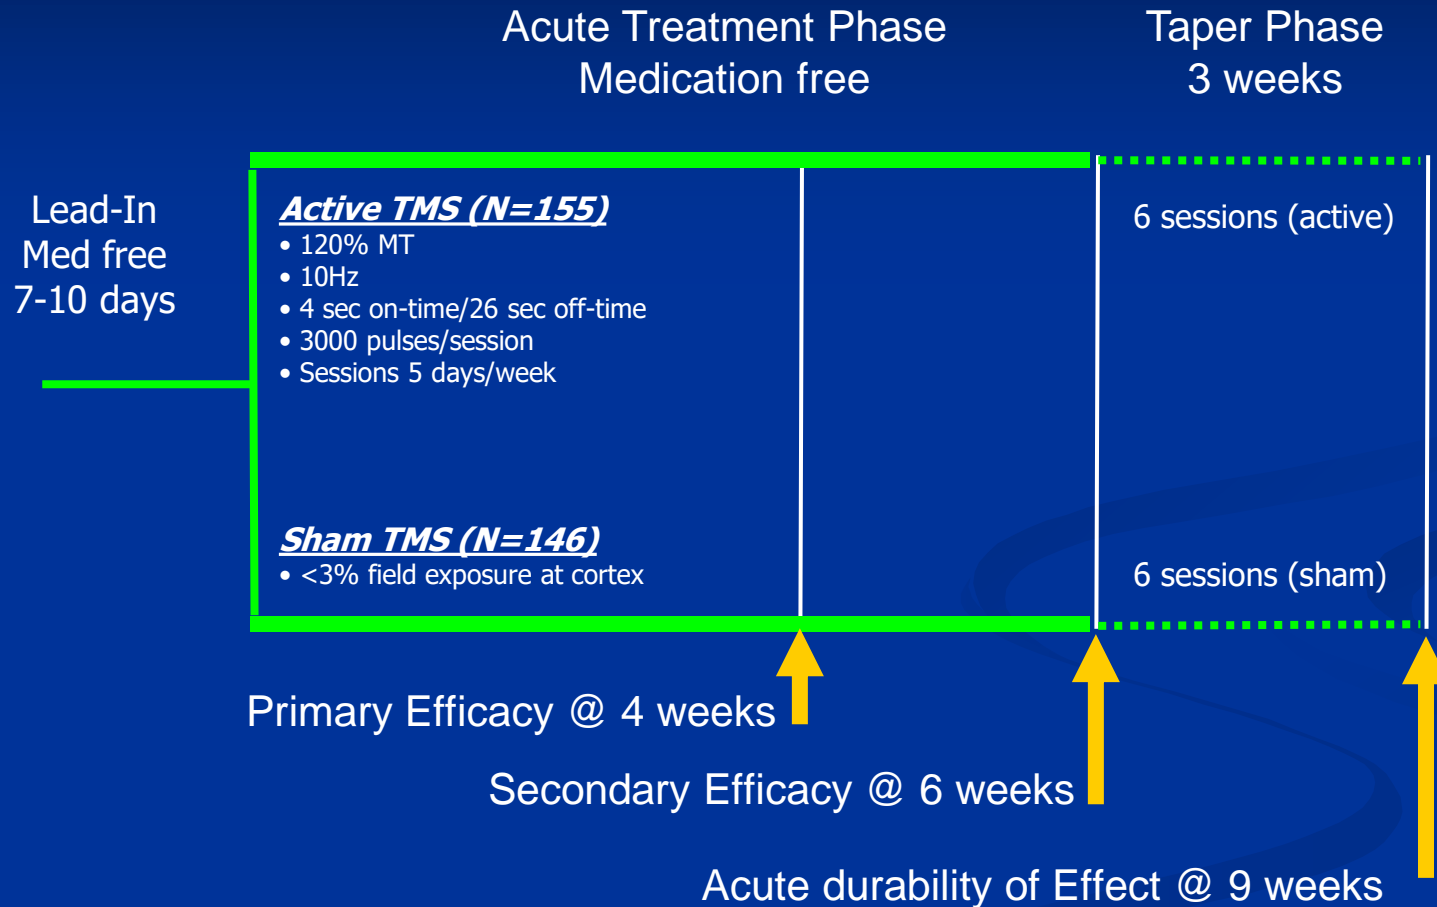 Acute Treatment Phase
Medication free
Taper Phase
3 weeks
Lead-In
Med free
7-10 days
Active TMS (N=155)
• 120% MT
• 10Hz
• 4 sec on-time/26 sec off-time
• 3000 pulses/session
• Sessions 5 days/week
6 sessions (active)
Sham TMS (N=146)
• <3% field exposure at cortex
6 sessions (sham)
Primary Efficacy @ 4 weeks
Secondary Efficacy @ 6 weeks
Acute durability of Effect @ 9 weeks